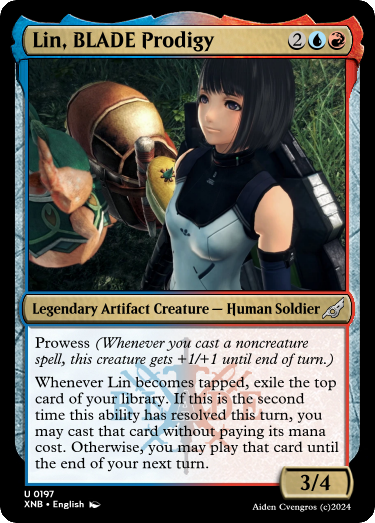 Lin, BLADE Prodigy 2
Legendary Artifact Creature — Human Soldier
Prowess (Whenever you cast a noncreature
spell, this creature gets +1/+1 until end of turn.)
Whenever Lin becomes tapped, exile the top
card of your library. If this is the second
time this ability has resolved this turn, you
may cast that card without paying its mana
cost. Otherwise, you may play that card until
the end of your next turn.
3/4
U 0197
XNB • English
Aiden Cvengros (c)2024